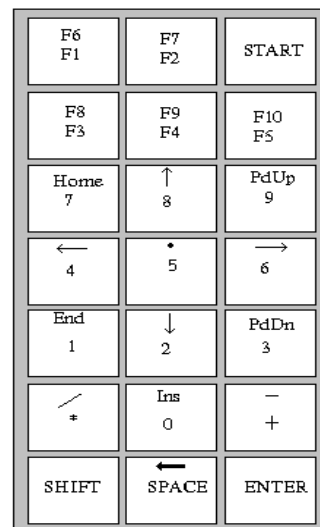 F6 F7
F1 F2 START
F8 F9 F10
F3 F4 F5
Home ↑ PdUp
7 8 9
← • →
4 5 6
End ↓ PdDn
1 2 3
／ Ins −
* 0 +
←
SHIFT SPACE ENTER